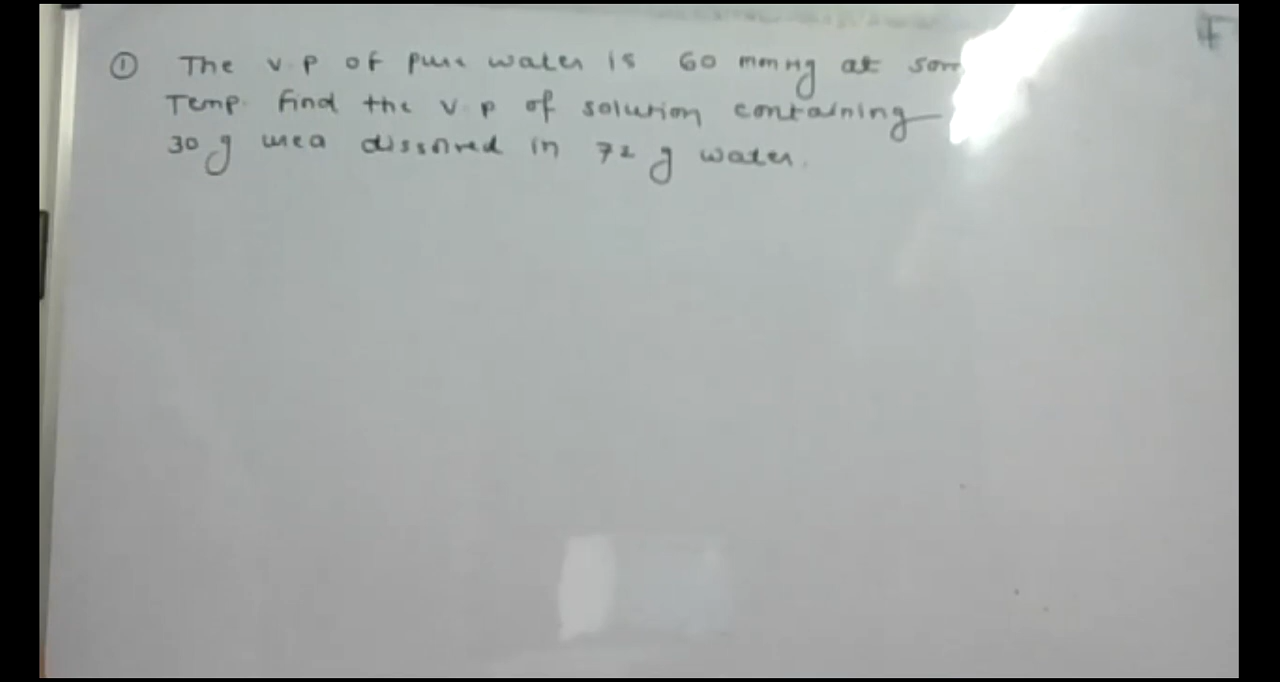 ① The v.p of pure water is 60 mmHg at som
Temp. Find the v.p of solution containing
30 g urea dissolved in 72 g water.